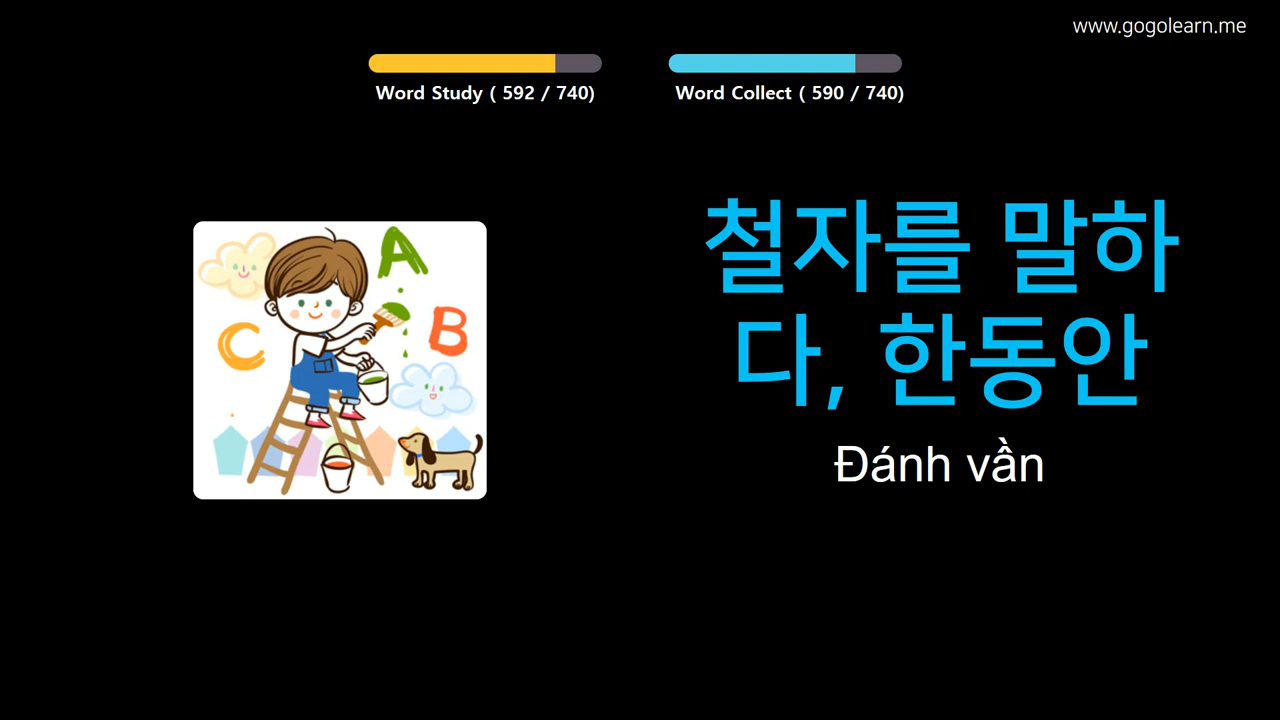 www.gogolearn.me
Word Study ( 592 / 740)
Word Collect ( 590 / 740)
A
B
C
철자를 말하
다, 한동안
Đánh vần